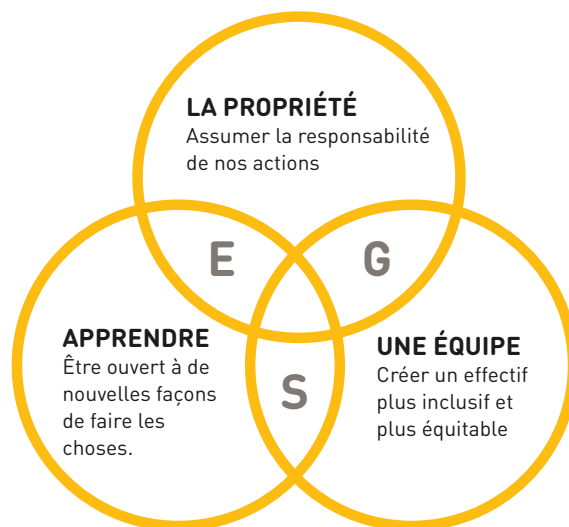 LA PROPRIÉTÉ
Assumer la responsabilité
de nos actions
E
G
APPRENDRE
Être ouvert à de
nouvelles façons
de faire les
choses.
S
UNE ÉQUIPE
Créer un effectif
plus inclusif et
plus équitable